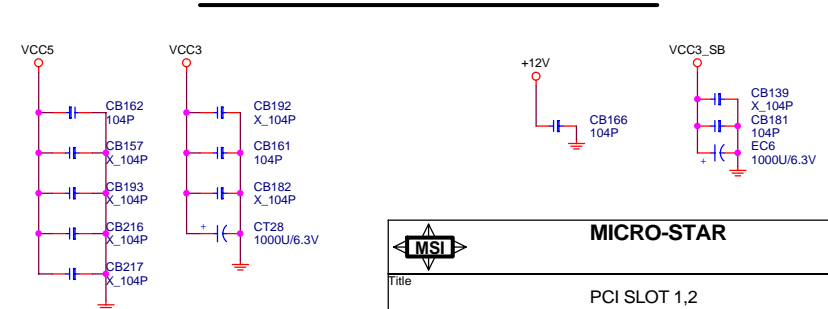 VCC5
VCC3
+12V
VCC3_SB
CB162
104P
CB157
X_104P
CB193
X_104P
CB216
X_104P
CB217
X_104P
CB192
X_104P
CB161
104P
CB182
X_104P
+
CT28
1000U/6.3V
CB166
104P
CB139
X_104P
CB181
104P
EC6
1000U/6.3V
+
MSI
MICRO-STAR
Title
PCI SLOT 1,2